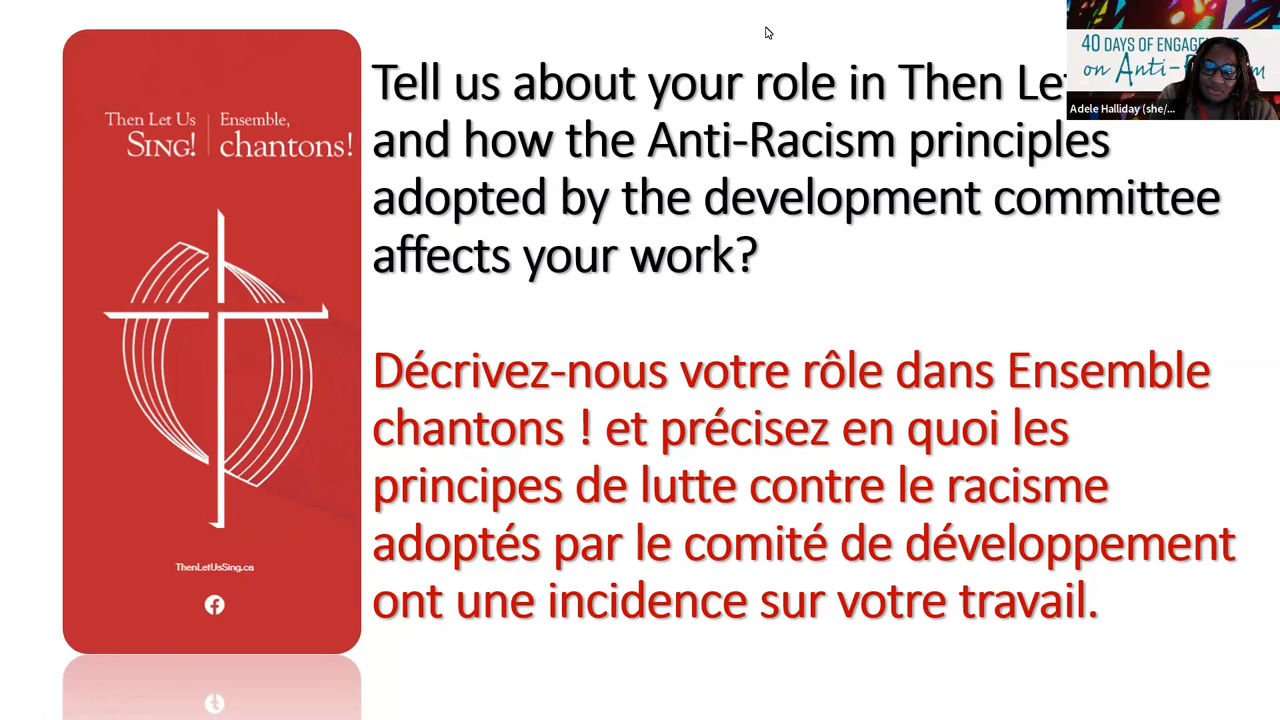 Then Let Us
SING!
Ensemble,
chantons!
ThenLetUsSing.ca
Tell us about your role in Then Let
and how the Anti-Racism principles
adopted by the development committee
affects your work?
Décrivez-nous votre rôle dans Ensemble
chantons ! et précisez en quoi les
principes de lutte contre le racisme
adoptés par le comité de développement
ont une incidence sur votre travail.
40 DAYS OF
on Anti-
Adele Halliday (she/...